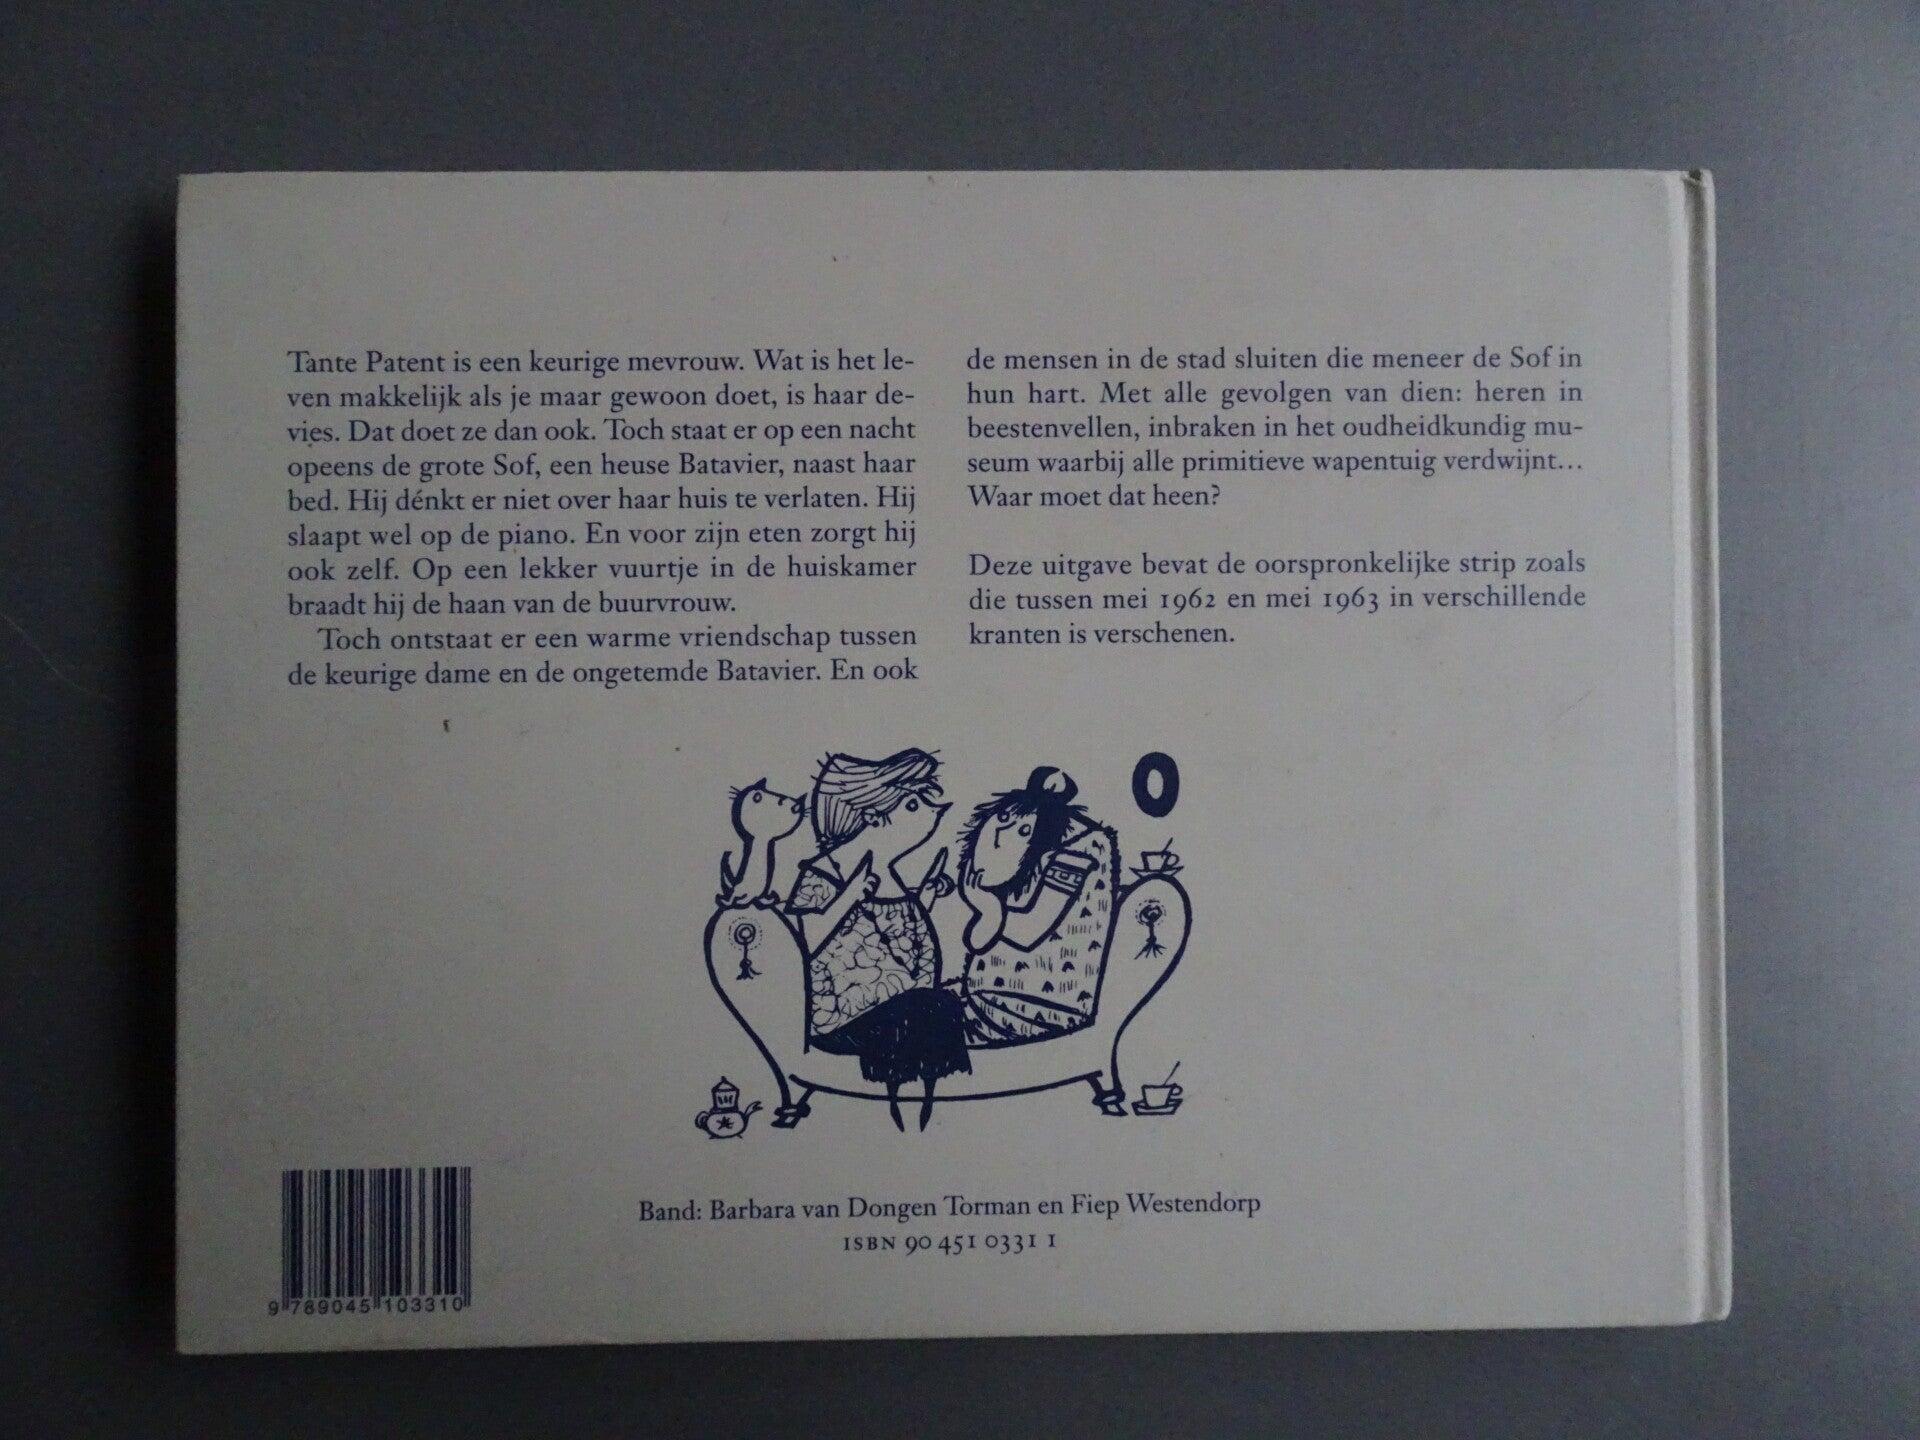 Tante Patent is een keurige mevrouw. Wat is het le-
ven makkelijk als je maar gewoon doet, is haar de-
vies. Dat doet ze dan ook. Toch staat er op een nacht
opeens de grote Sof, een heuse Batavier, naast haar
bed. Hij dénkt er niet over haar huis te verlaten. Hij
slaapt wel op de piano. En voor zijn eten zorgt hij
ook zelf. Op een lekker vuurtje in de huiskamer
braadt hij de haan van de buurvrouw.
Toch ontstaat er een warme vriendschap tussen
de keurige dame en de ongetemde Batavier. En ook
de mensen in de stad sluiten die meneer de Sof in
hun hart. Met alle gevolgen van dien: heren in
beestenvellen, inbraken in het oudheidkundig mu-
seum waarbij alle primitieve wapentuig verdwijnt...
Waar moet dat heen?
Deze uitgave bevat de oorspronkelijke strip zoals
die tussen mei 1962 en mei 1963 in verschillende
kranten is verschenen.
Band: Barbara van Dongen Torman en Fiep Westendorp
ISBN 90 451 0331 1
9 789045 103310